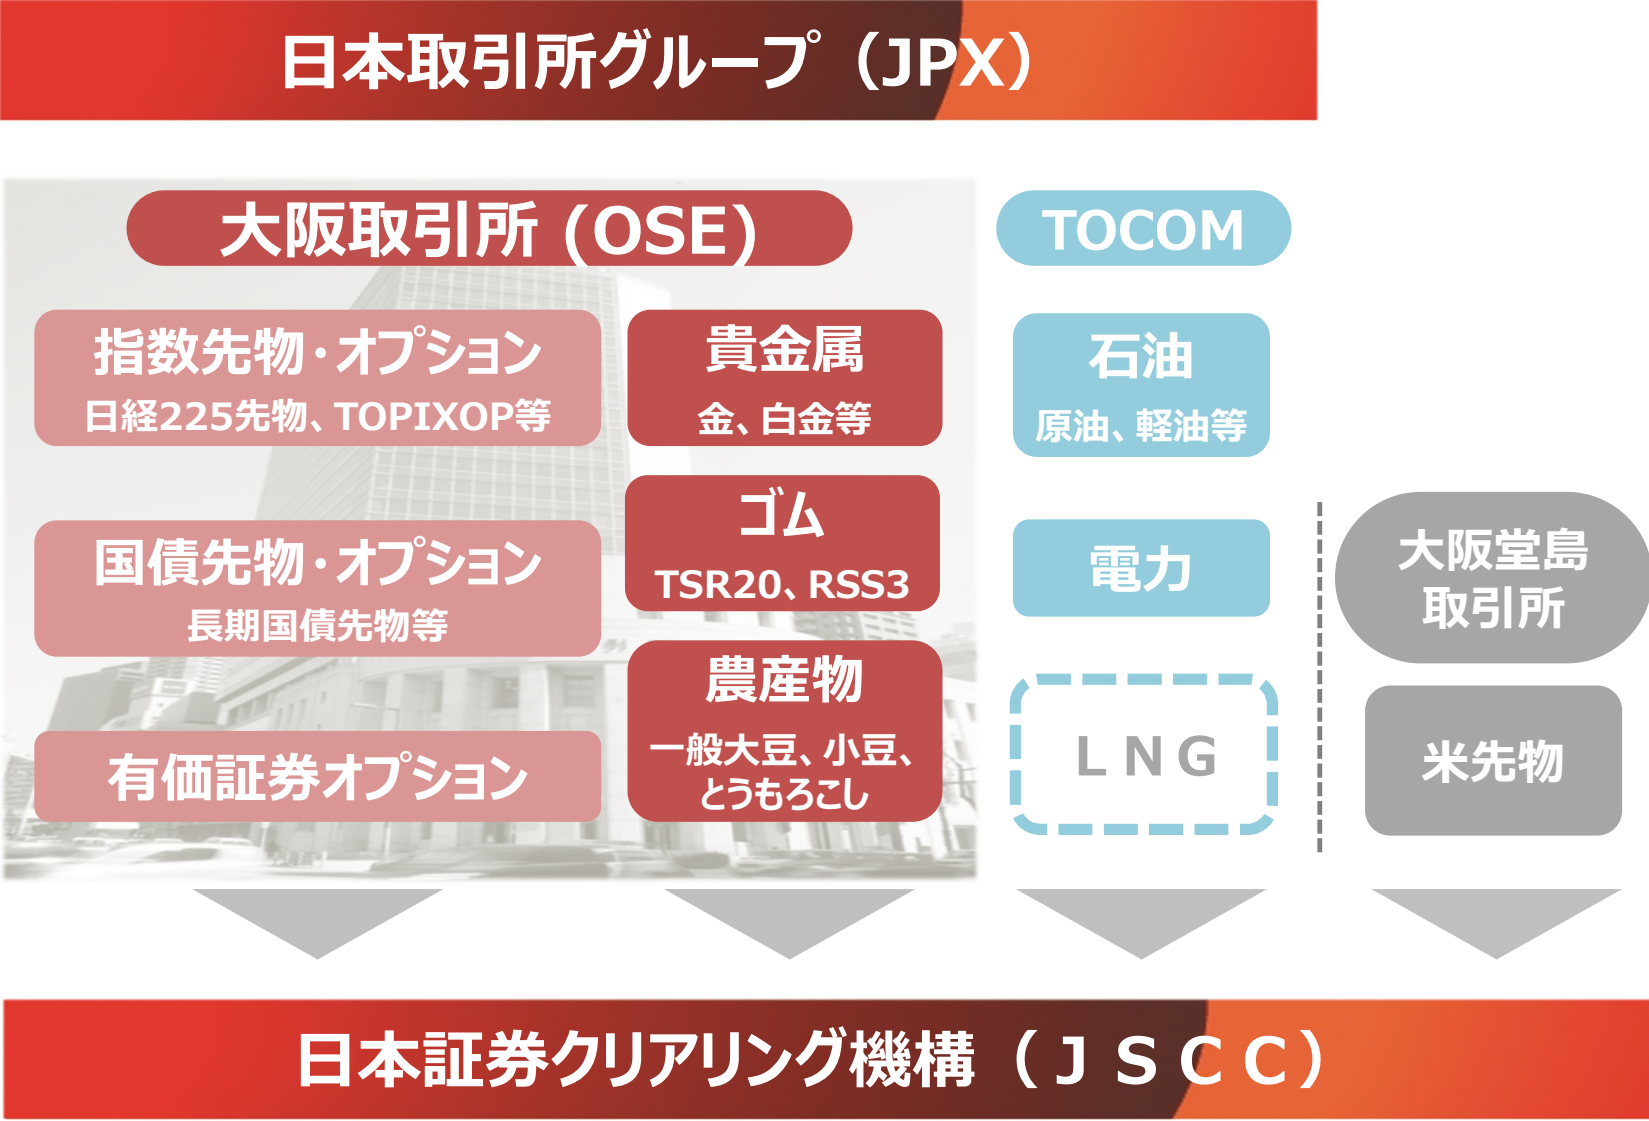 日本取引所グループ（JPX）
大阪取引所 (OSE)
指数先物・オプション
日経225先物、TOPIXOP等
国債先物・オプション
長期国債先物等
有価証券オプション
貴金属
金、白金等
ゴム
TSR20、RSS3
農産物
一般大豆、小豆、
とうもろこし
TOCOM
石油
原油、軽油等
電力
ＬＮＧ
大阪堂島
取引所
米先物
日本証券クリアリング機構（ＪＳＣＣ）